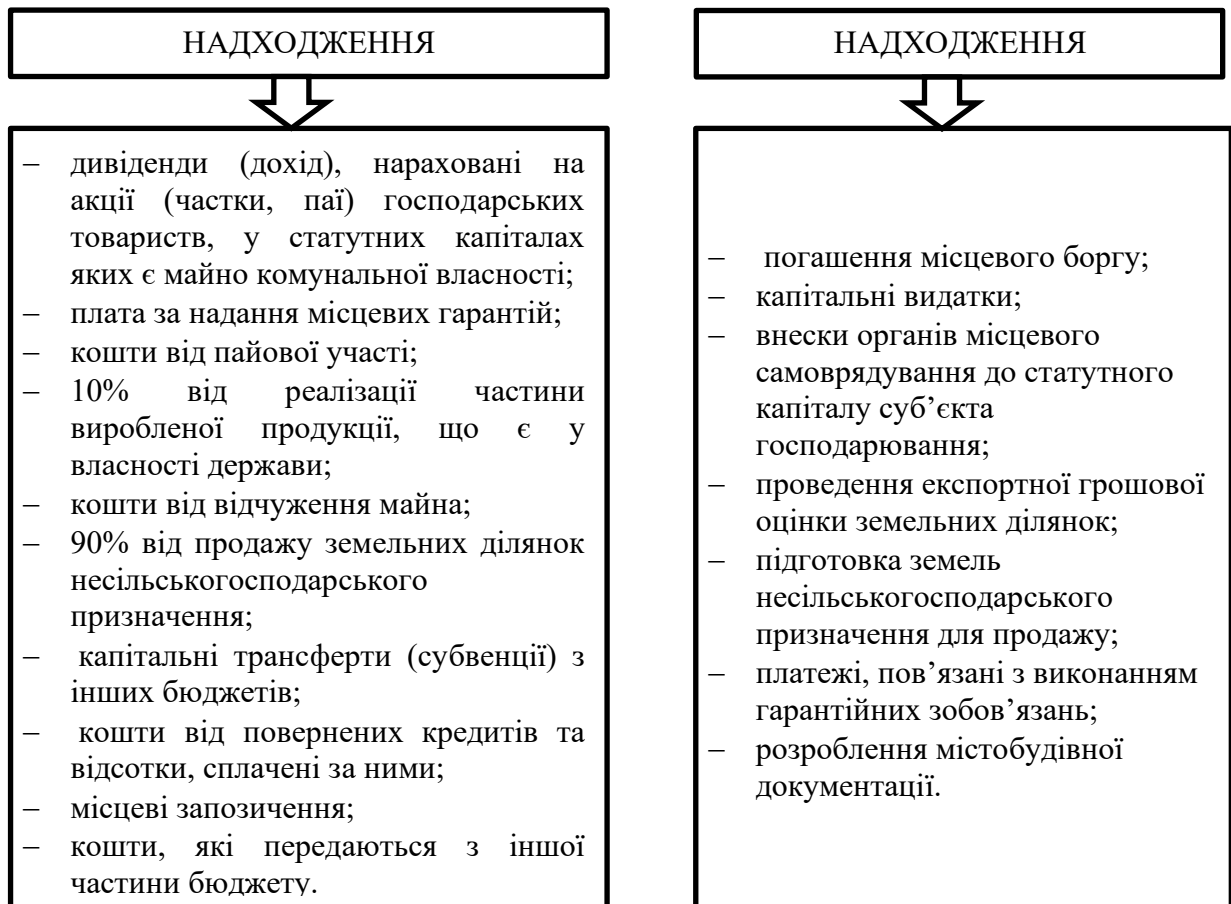 НАДХОДЖЕННЯ
– дивіденди (дохід), нараховані на
акції (частки, паї) господарських
товариств, у статутних капіталах
яких є майно комунальної власності;
– плата за надання місцевих гарантій;
– кошти від пайової участі;
– 10% від реалізації частини
виробленої продукції, що є у
власності держави;
– кошти від відчуження майна;
– 90% від продажу земельних ділянок
несільськогосподарського
призначення;
– капітальні трансферти (субвенції) з
інших бюджетів;
– кошти від повернених кредитів та
відсотки, сплачені за ними;
– місцеві запозичення;
– кошти, які передаються з іншої
частини бюджету.
НАДХОДЖЕННЯ
– погашення місцевого боргу;
– капітальні видатки;
– внески органів місцевого
самоврядування до статутного
капіталу суб’єкта
господарювання;
– проведення експортної грошової
оцінки земельних ділянок;
– підготовка земель
несільськогосподарського
призначення для продажу;
– платежі, пов’язані з виконанням
гарантійних зобов’язань;
– розроблення містобудівної
документації.